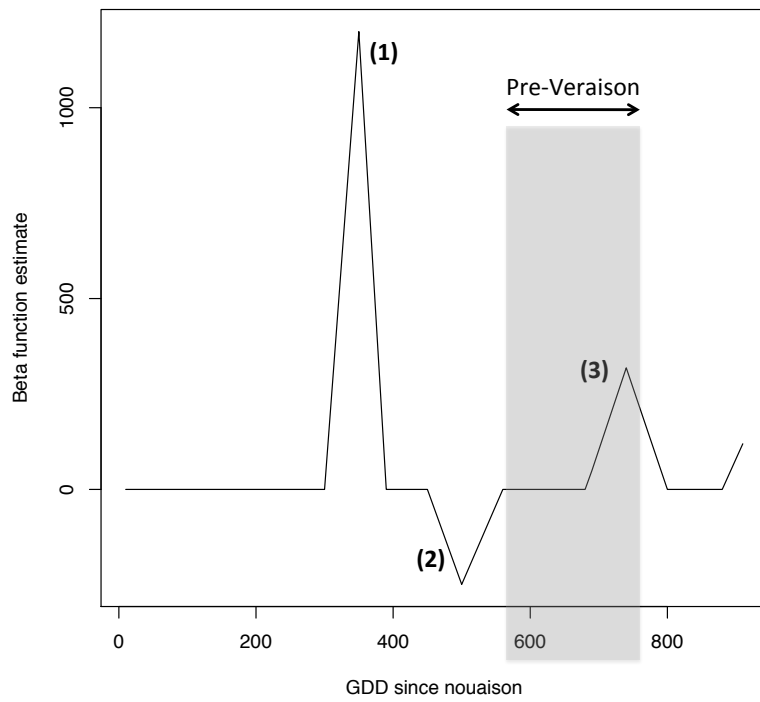 (1)
Pre-Veraison
1000
500
0
Beta function estimate
(3)
(2)
0 200 400 600 800
GDD since nouaison